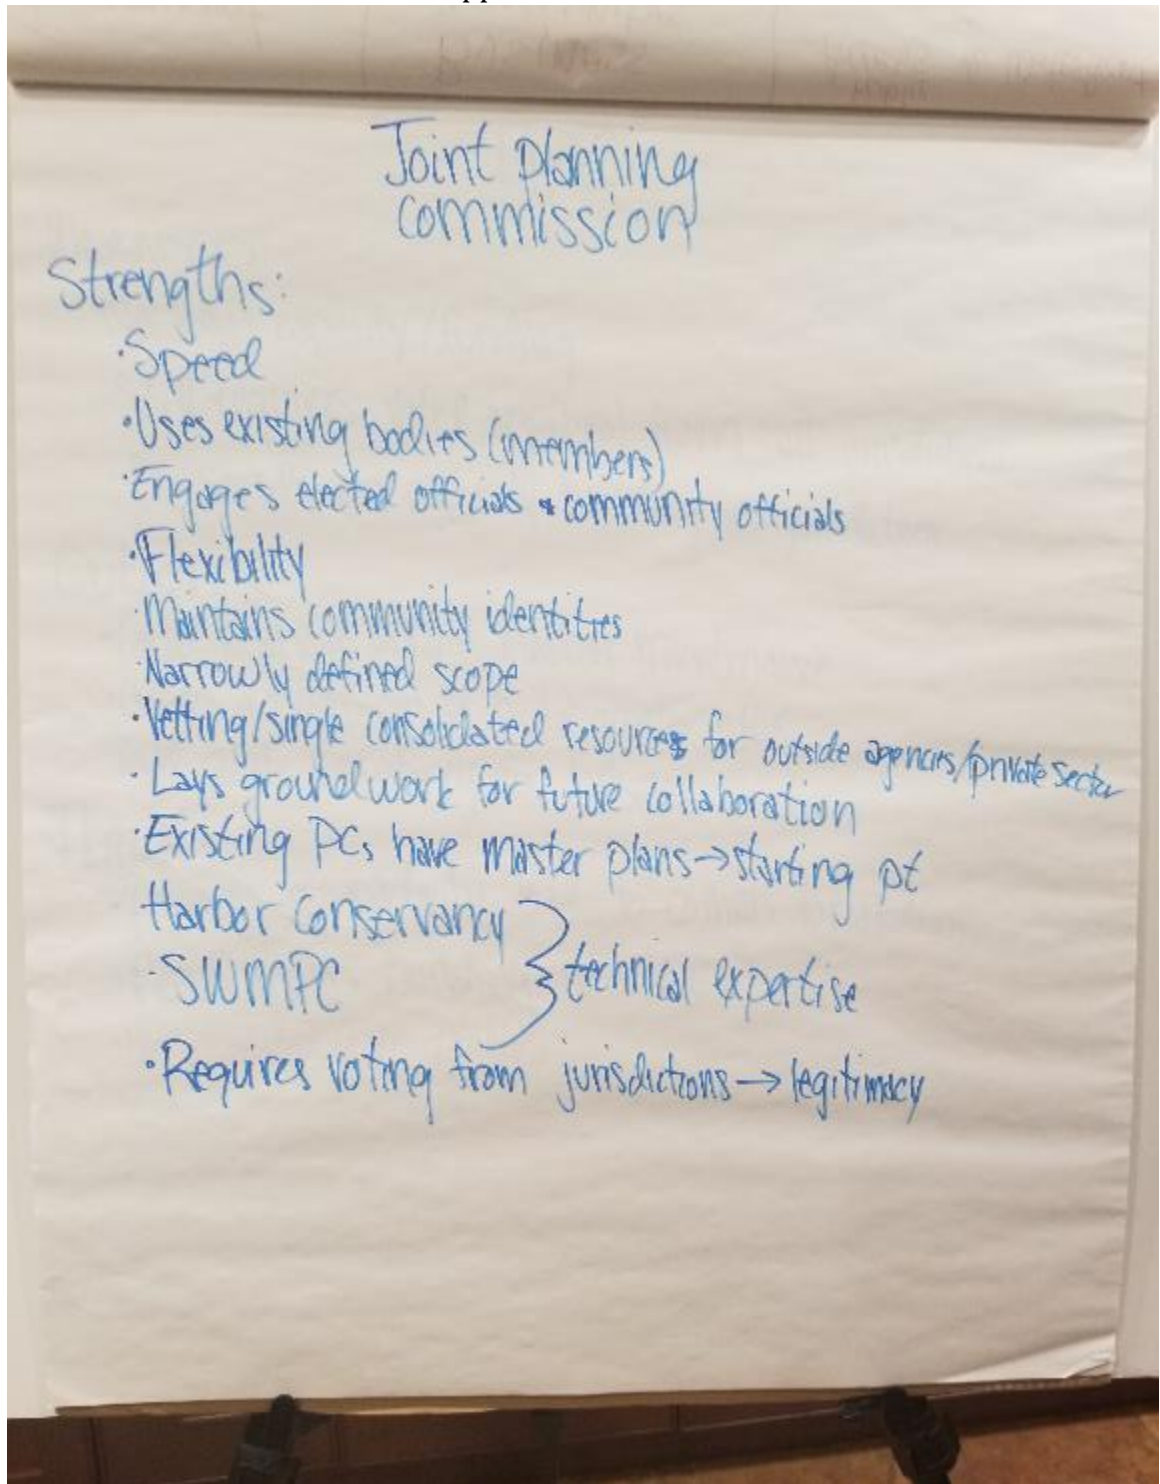 Joint Planning
Commission
Strengths:
·Speed
·Uses existing bodies (members)
·Engages elected officials & community officials
·Flexibility
·Maintains community identities
·Narrowly defined scope
·Vetting/single consolidated resources for outside agencies/private sector
·Lays groundwork for future collaboration
·Existing PCs have master plans→starting pt
Harbor Conservancy
·SWMPC } technical expertise
·Requires voting from jurisdictions→legitimacy